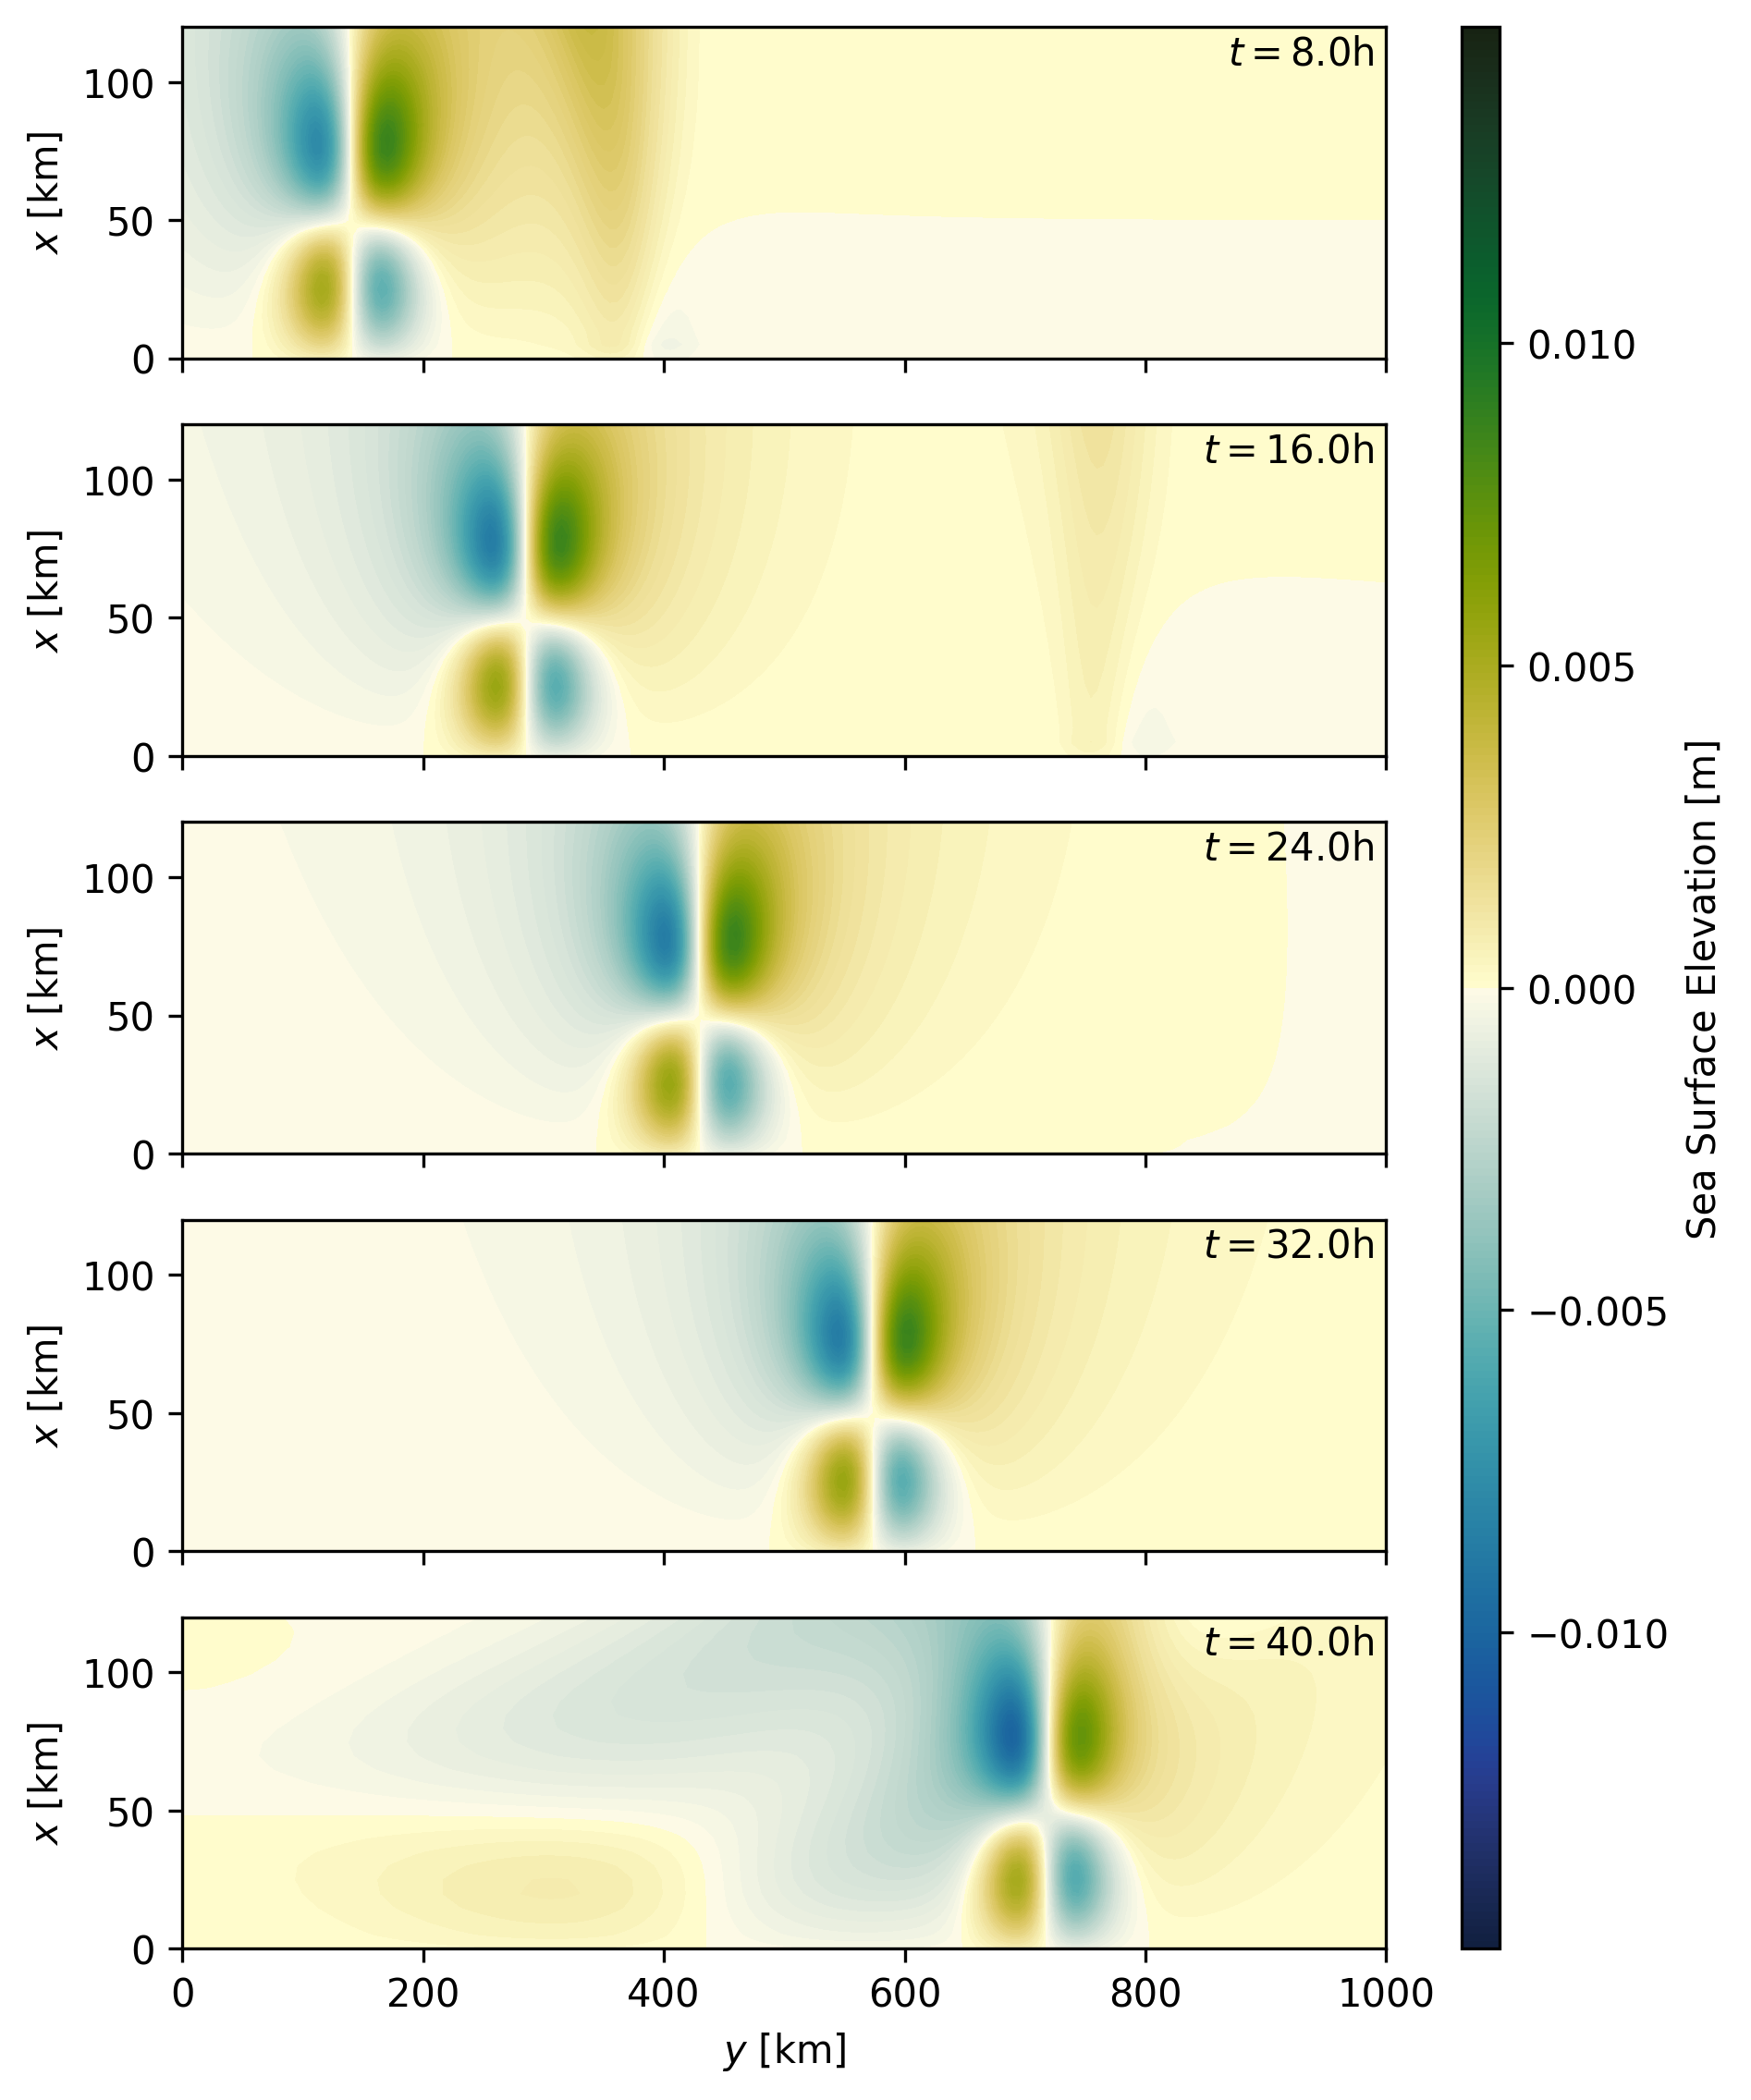 t = 8.0h
x [km]
100
50
0
t = 16.0h
x [km]
100
50
0
t = 24.0h
x [km]
100
50
0
t = 32.0h
x [km]
100
50
0
t = 40.0h
x [km]
100
50
0
0 200 400 600 800 1000
y [km]
0.010
0.005
0.000
−0.005
−0.010
Sea Surface Elevation [m]